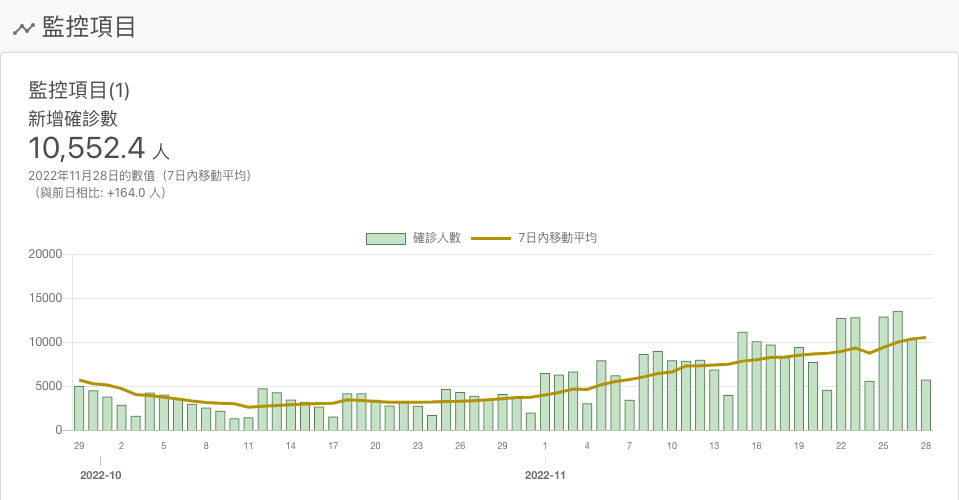 監控項目
監控項目(1)
新增確診數
10,552.4 人
2022年11月28日的數值（7日內移動平均）
（與前日相比: +164.0 人）
確診人數 7日內移動平均
20000
15000
10000
5000
0
29 2 5 8 11 14 17 20 23 26 29 1 4 7 10 13 16 19 22 25 28
2022-10 2022-11